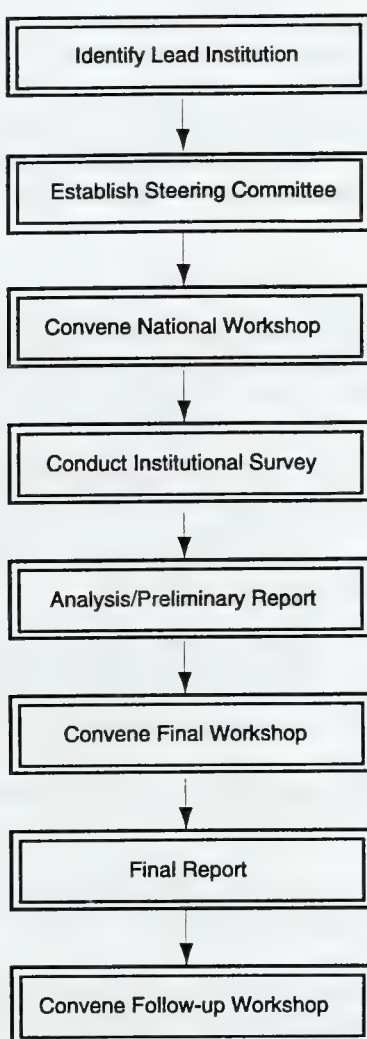 Identify Lead Institution
Establish Steering Committee
Convene National Workshop
Conduct Institutional Survey
Analysis/Preliminary Report
Convene Final Workshop
Final Report
Convene Follow-up Workshop